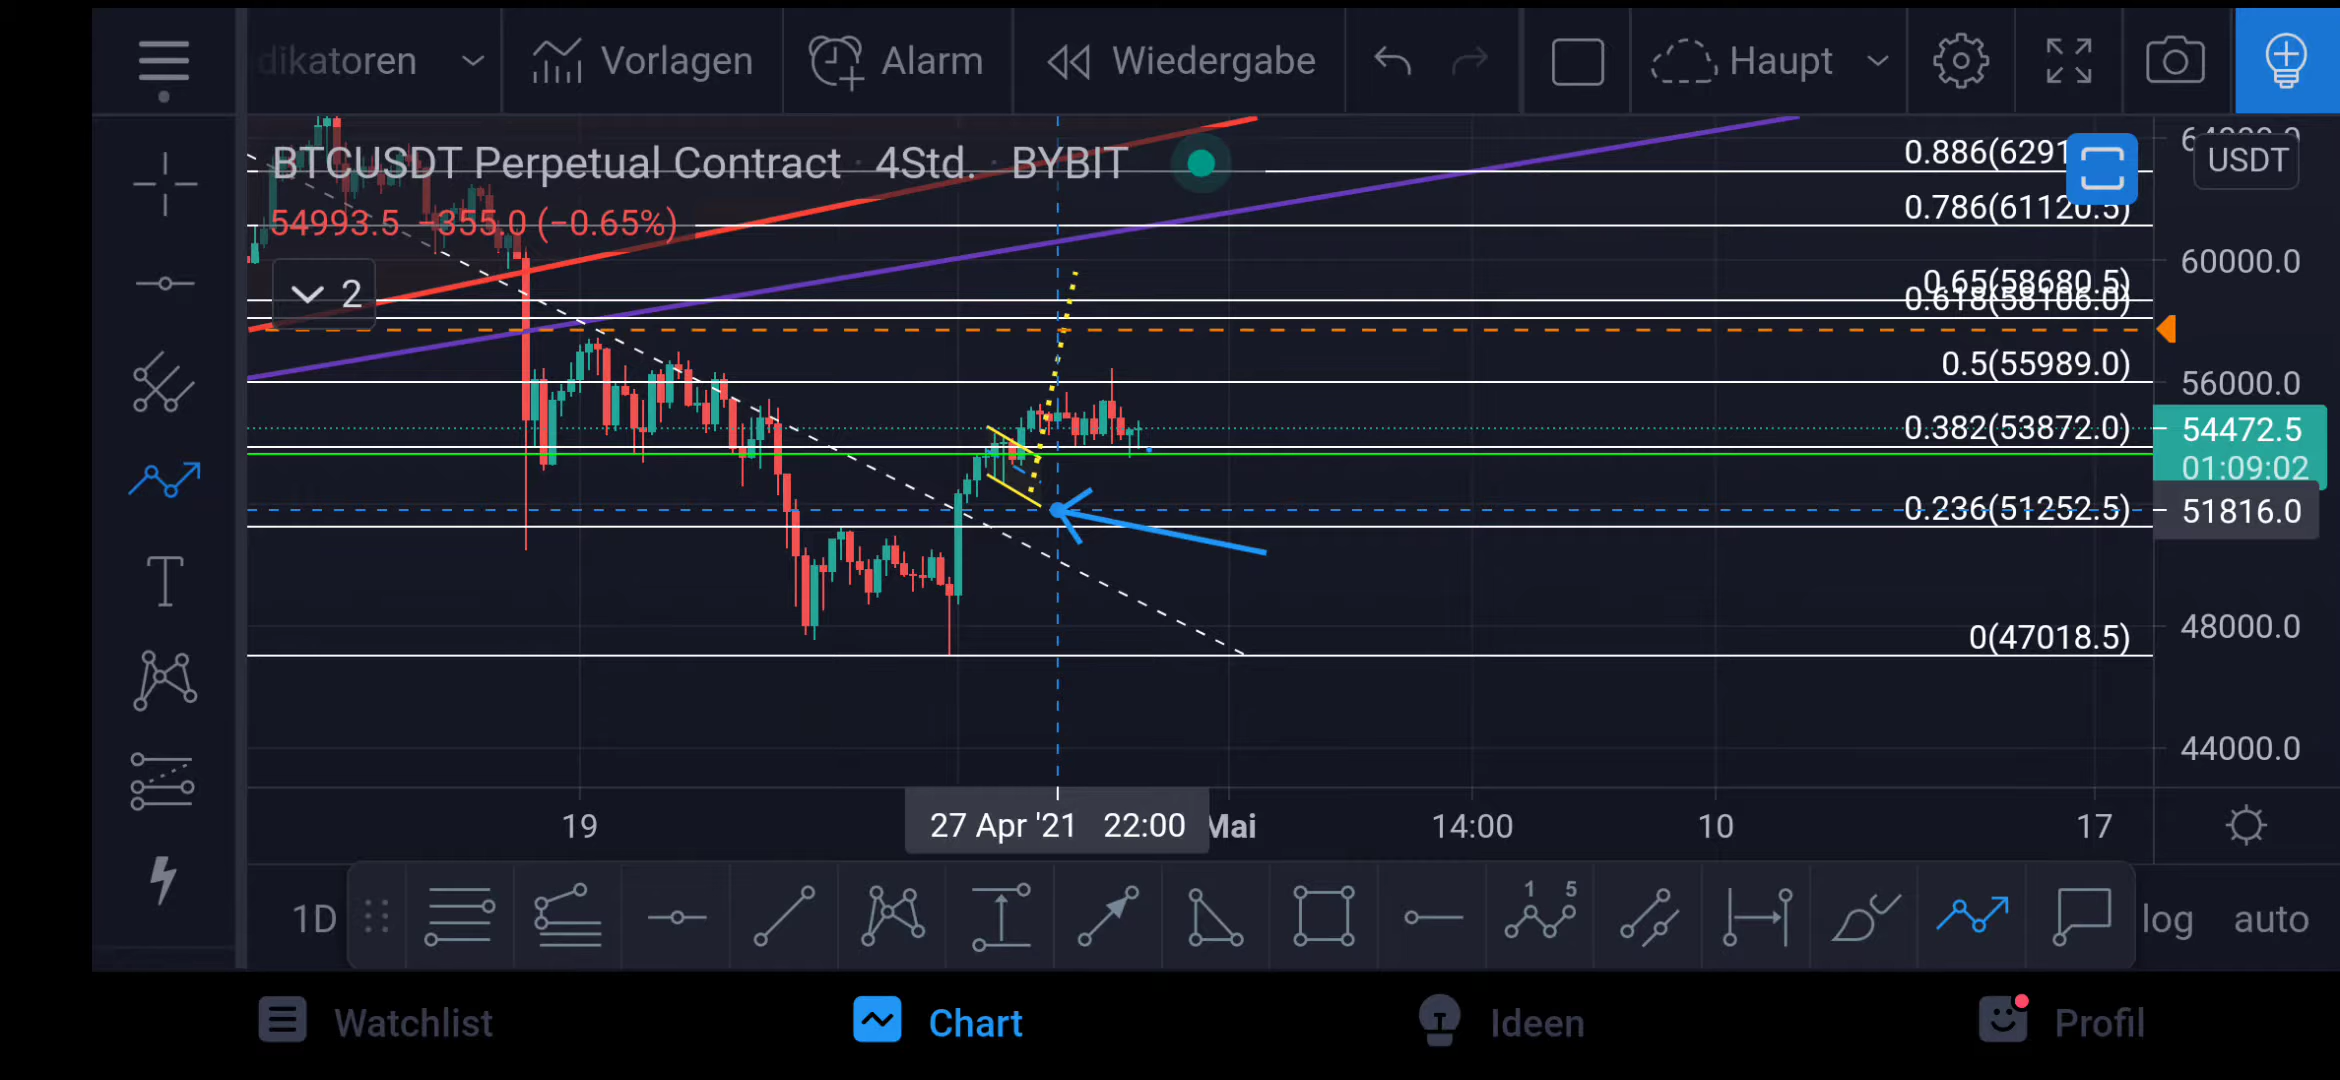 dikatoren Vorlagen Alarm Wiedergabe Haupt
BTCUSDT Perpetual Contract · 4Std. · BYBIT
54993.5 −355.0 (−0.65%)
2
USDT
0.886(6291
0.786(61120.5)
0.65(58680.5)
0.618(58106.0)
0.5(55989.0)
0.382(53872.0)
0.236(51252.5)
0(47018.5)
60000.0
56000.0
54472.5
01:09:02
51816.0
48000.0
44000.0
19 27 Apr '21 22:00 Mai 14:00 10 17
1D 1 5 log auto
Watchlist Chart Ideen Profil